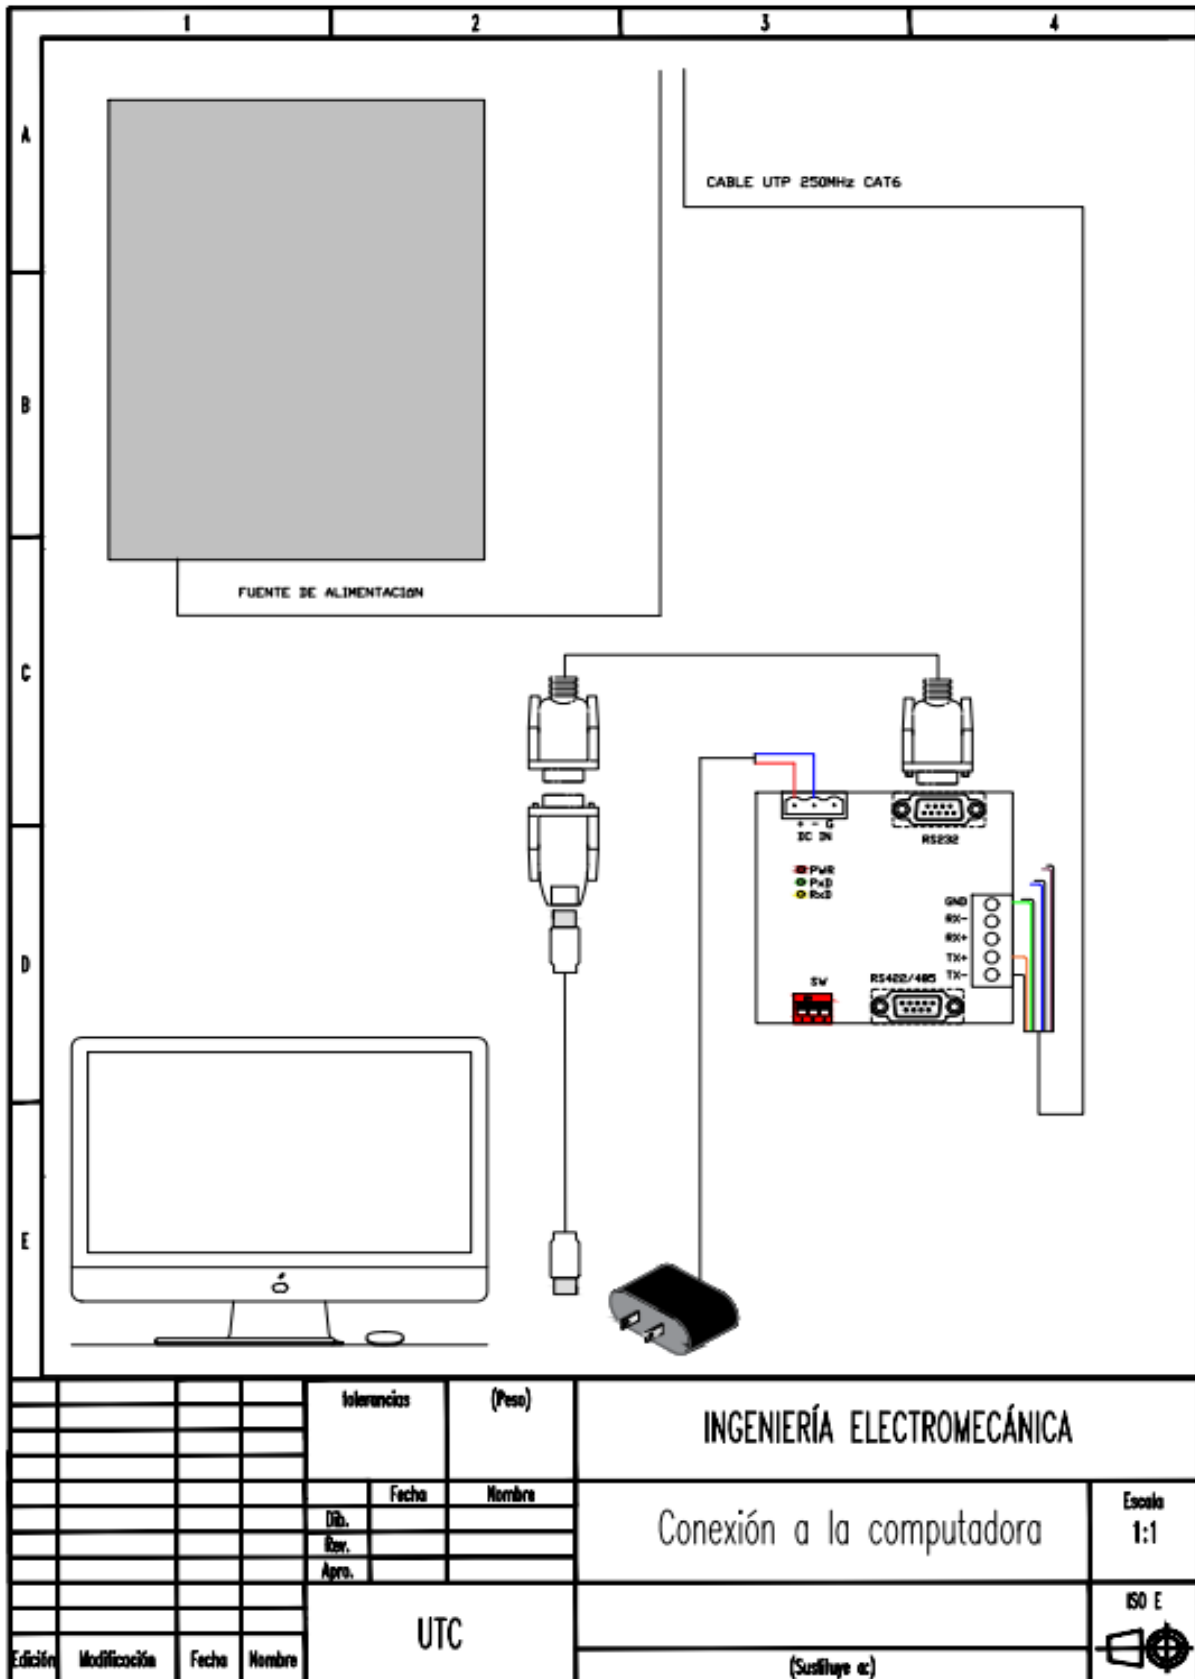 1 2 3 4
A
B
C
D
E
CABLE UTP 250MHz CAT6
FUENTE DE ALIMENTACIóN
+ - G
DC IN
RS232
PWR
PxD
RxD
GND
RX-
RX+
TX+
TX-
SW
RS422/485
tolerancias
(Peso)
INGENIERÍA ELECTROMECÁNICA
Fecha Nombre
Dib.
Rev.
Apro.
Conexión a la computadora
Escala
1:1
UTC
ISO E
Edición Modificación Fecha Nombre
(Sustituye a:)